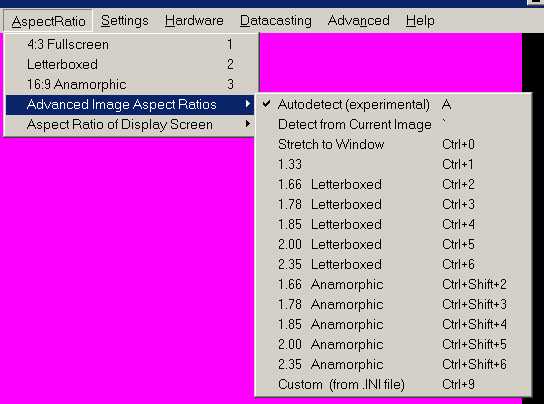 AspectRatio Settings Hardware Datacasting Advanced Help
4:3 Fullscreen 1
Letterboxed 2
16:9 Anamorphic 3
Advanced Image Aspect Ratios
Aspect Ratio of Display Screen
Autodetect (experimental) A
Detect from Current Image `
Stretch to Window Ctrl+0
1.33 Ctrl+1
1.66 Letterboxed Ctrl+2
1.78 Letterboxed Ctrl+3
1.85 Letterboxed Ctrl+4
2.00 Letterboxed Ctrl+5
2.35 Letterboxed Ctrl+6
1.66 Anamorphic Ctrl+Shift+2
1.78 Anamorphic Ctrl+Shift+3
1.85 Anamorphic Ctrl+Shift+4
2.00 Anamorphic Ctrl+Shift+5
2.35 Anamorphic Ctrl+Shift+6
Custom (from .INI file) Ctrl+9